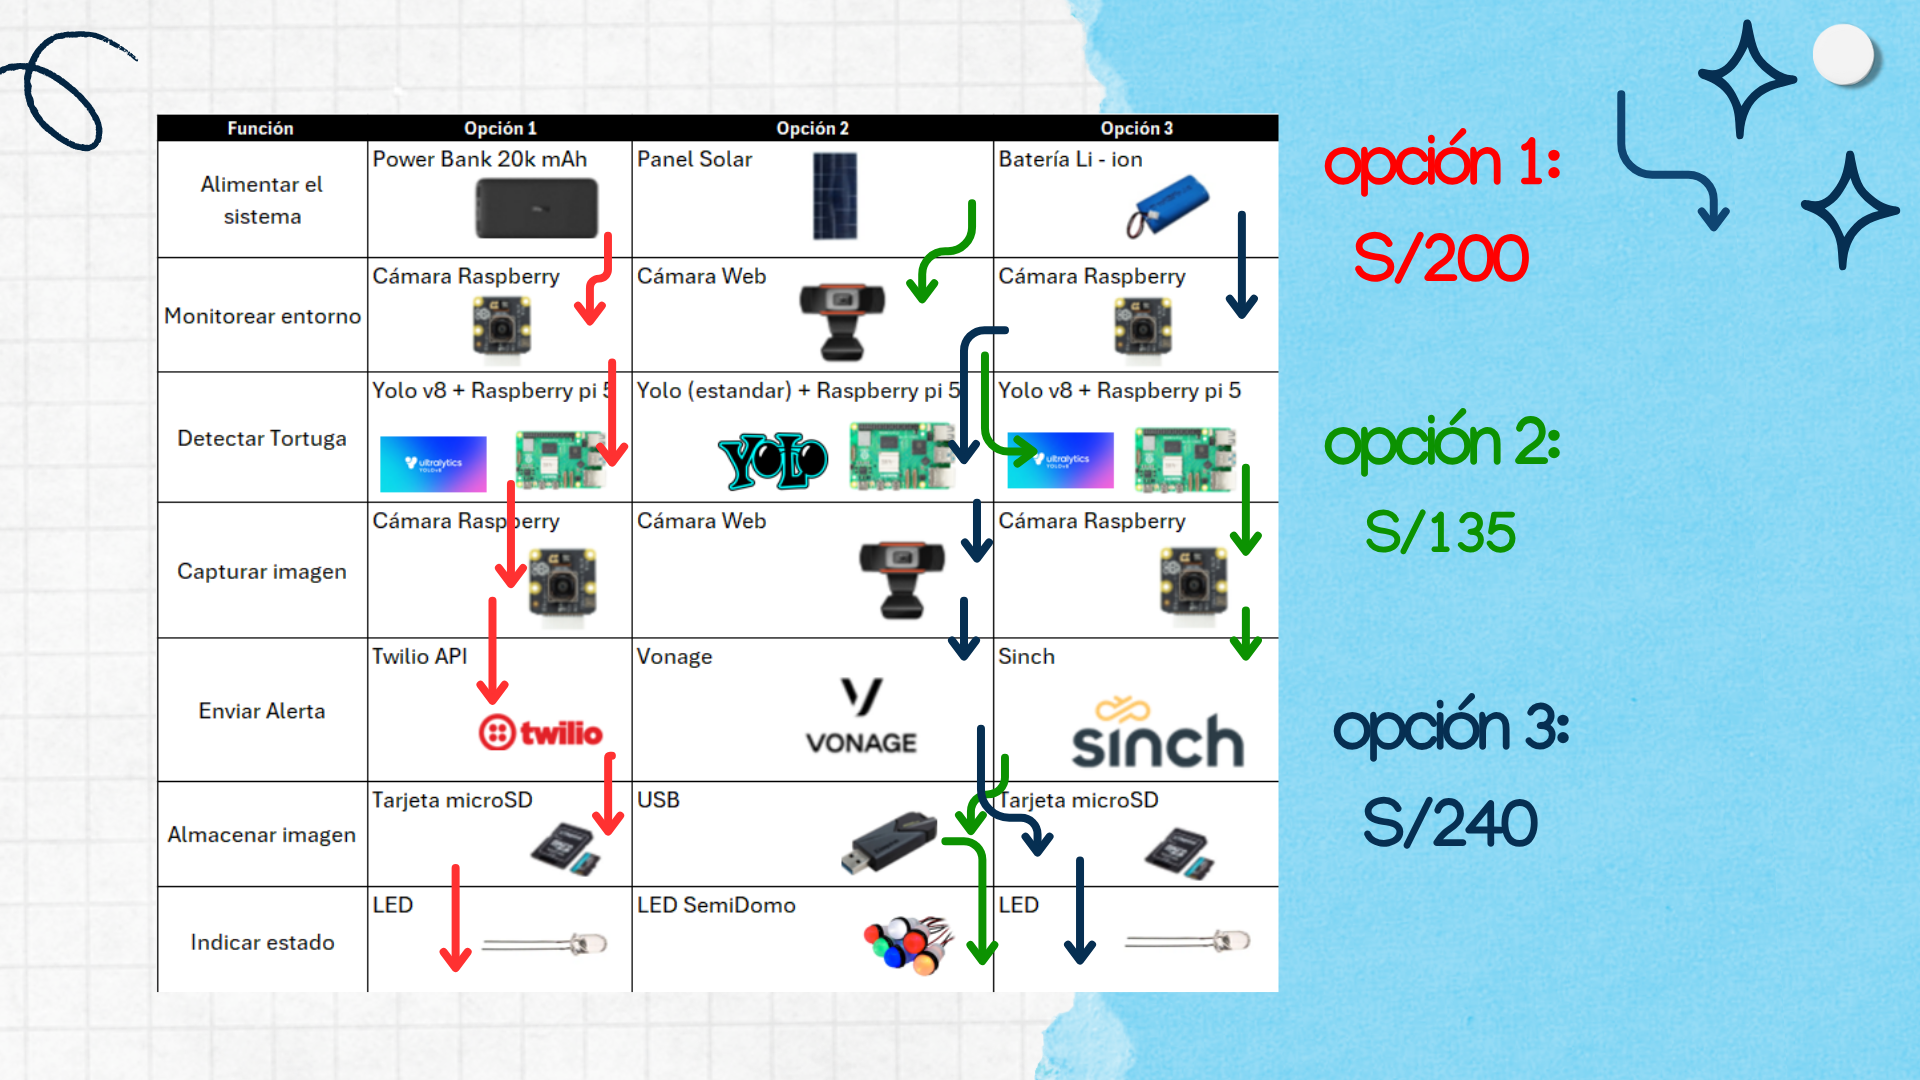 Función Opción 1 Opción 2 Opción 3
Alimentar el
sistema
Power Bank 20k mAh
Panel Solar
Batería Li - ion
Monitorear entorno
Cámara Raspberry
Cámara Web
Cámara Raspberry
Detectar Tortuga
Yolo v8 + Raspberry pi 5
ultralytics
YOLOv8
Yolo (estandar) + Raspberry pi 5
YOLO
Yolo v8 + Raspberry pi 5
ultralytics
YOLOv8
Capturar imagen
Cámara Raspberry
Cámara Web
Cámara Raspberry
Enviar Alerta
Twilio API
twilio
Vonage
VONAGE
Sinch
sinch
Almacenar imagen
Tarjeta microSD
USB
Tarjeta microSD
Indicar estado
LED
LED SemiDomo
LED
opción 1:
S/200
opción 2:
S/135
opción 3:
S/240